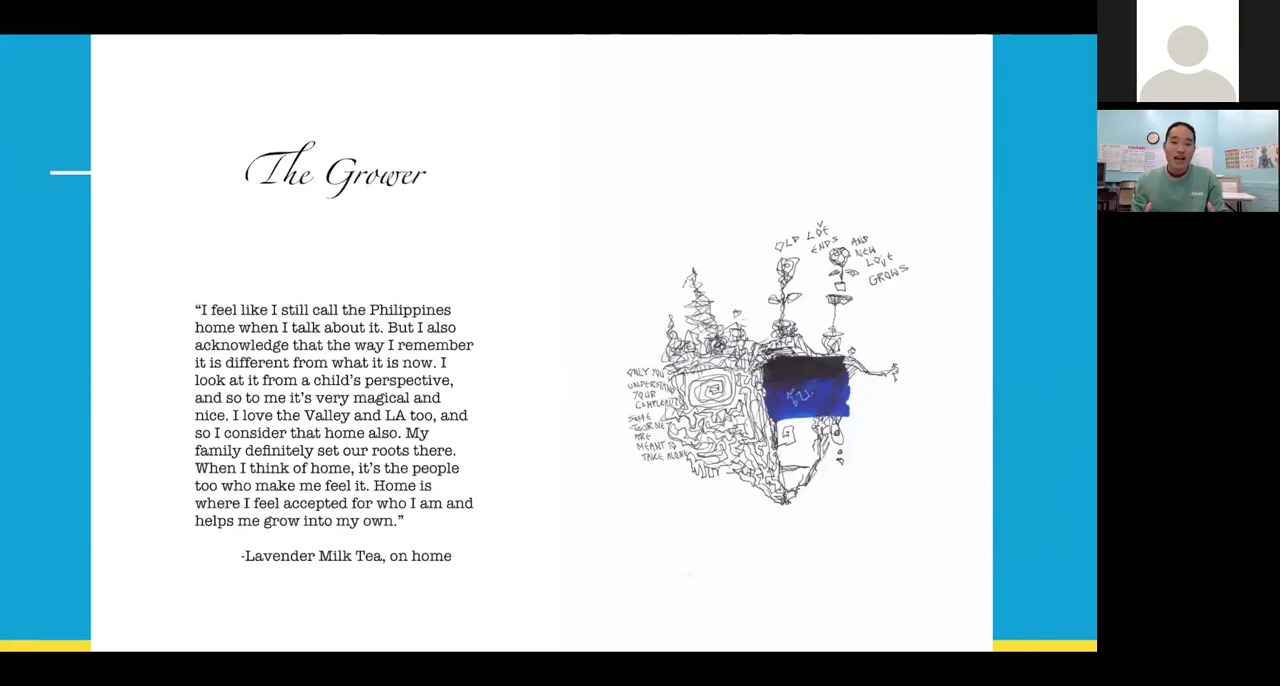 The Grower
“I feel like I still call the Philippines
home when I talk about it. But I also
acknowledge that the way I remember
it is different from what it is now. I
look at it from a child’s perspective,
and so to me it’s very magical and
nice. I love the Valley and LA too, and
so I consider that home also. My
family definitely set our roots there.
When I think of home, it’s the people
too who make me feel it. Home is
where I feel accepted for who I am and
helps me grow into my own.”
-Lavender Milk Tea, on home
OLD LOVE
ENDS AND
NEW
LOVE
GROWS
ONLY YOU
UNDERSTAND
YOUR
COMPLEXITY
SOME
ARE
MEANT TO
TAKE ALONE